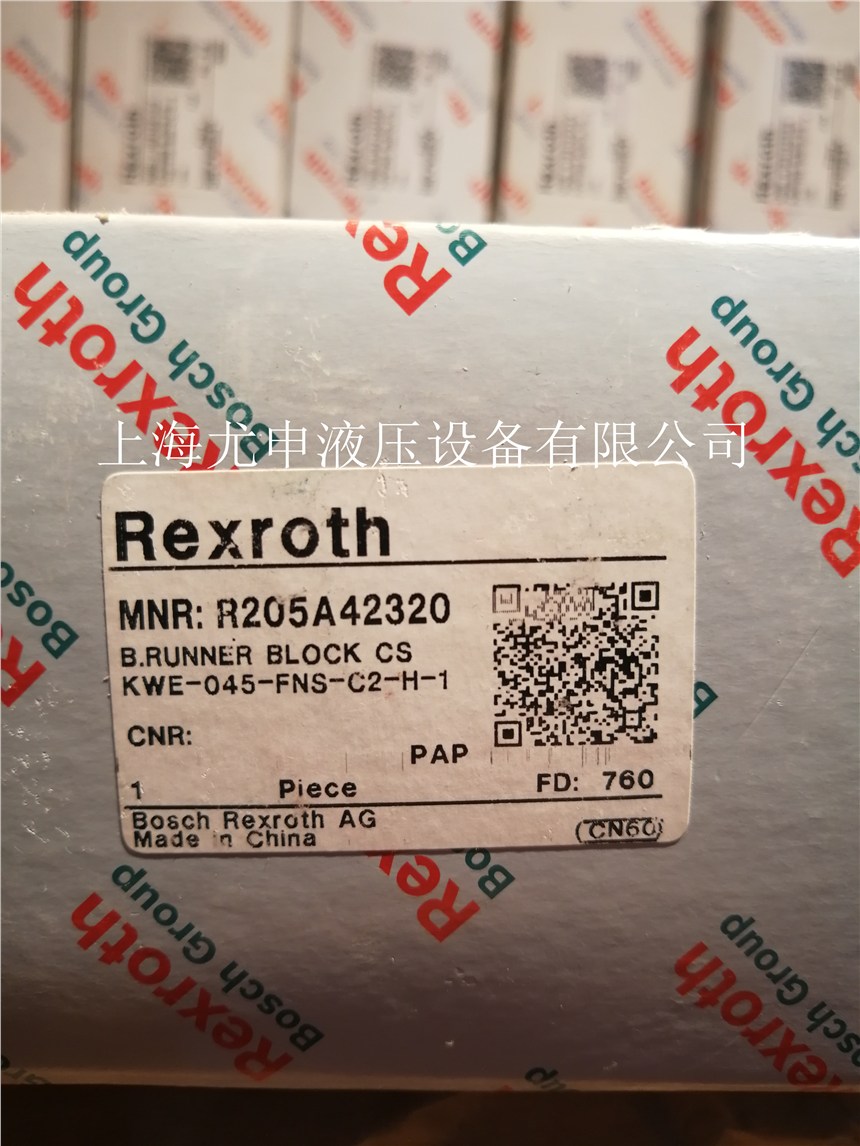 Rexroth
Bosch Group
Rexroth
Bosch Group
Rexroth
上海尤申液压设备有限公司
Rexroth
MNR: R205A42320
B.RUNNER BLOCK CS
KWE-045-FNS-C2-H-1
CNR:
PAP
1 Piece FD: 760
Bosch Rexroth AG
Made in China
CN60
Rexroth
Bosch Group
Rexroth
Bosch Group